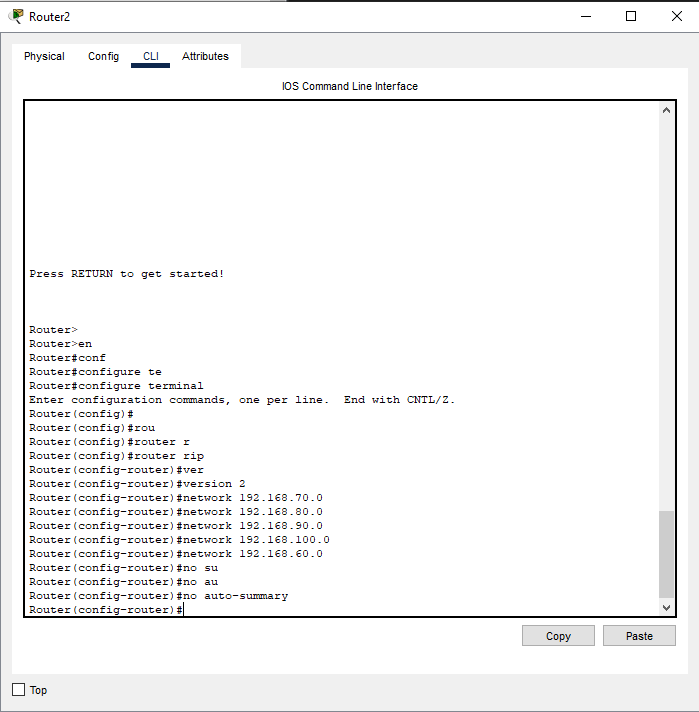 Router2
Physical Config CLI Attributes
IOS Command Line Interface
Press RETURN to get started!
Router>
Router>en
Router#conf
Router#configure te
Router#configure terminal
Enter configuration commands, one per line.  End with CNTL/Z.
Router(config)#
Router(config)#rou
Router(config)#router r
Router(config)#router rip
Router(config-router)#ver
Router(config-router)#version 2
Router(config-router)#network 192.168.70.0
Router(config-router)#network 192.168.80.0
Router(config-router)#network 192.168.90.0
Router(config-router)#network 192.168.100.0
Router(config-router)#network 192.168.60.0
Router(config-router)#no su
Router(config-router)#no au
Router(config-router)#no auto-summary
Router(config-router)#
Copy Paste
Top